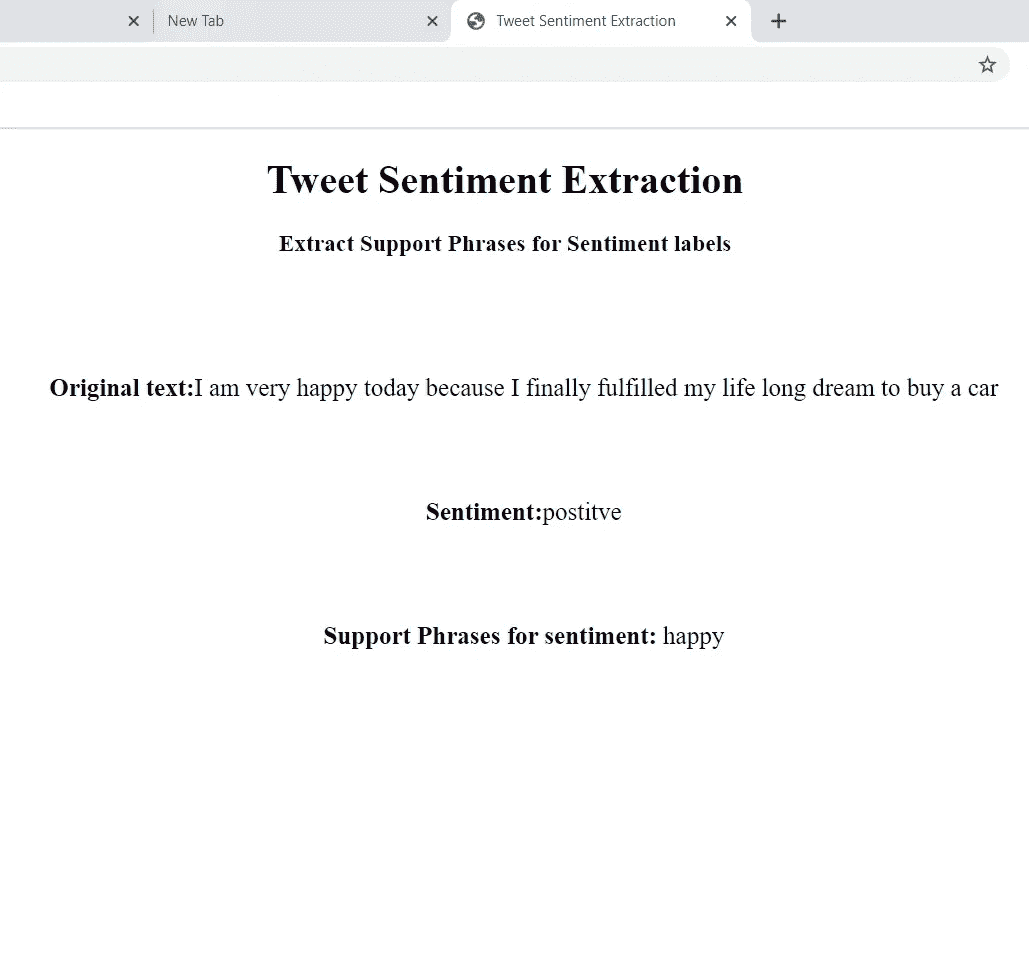 New Tab
Tweet Sentiment Extraction
Tweet Sentiment Extraction
Extract Support Phrases for Sentiment labels
Original text:I am very happy today because I finally fulfilled my life long dream to buy a car
Sentiment:postitve
Support Phrases for sentiment: happy